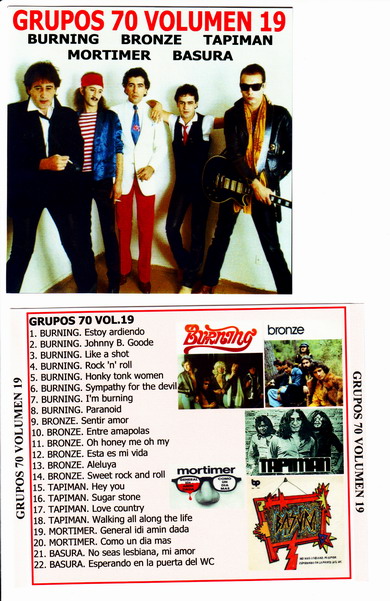 GRUPOS 70 VOLUMEN 19
BURNING BRONZE TAPIMAN
MORTIMER BASURA
GRUPOS 70 VOL.19
1. BURNING. Estoy ardiendo
2. BURNING. Johnny B. Goode
3. BURNING. Like a shot
4. BURNING. Rock 'n' roll
5. BURNING. Honky tonk women
6. BURNING. Sympathy for the devil
7. BURNING. I'm burning
8. BURNING. Paranoid
9. BRONZE. Sentir amor
10. BRONZE. Entre amapolas
11. BRONZE. Oh honey me oh my
12. BRONZE. Esta es mi vida
13. BRONZE. Aleluya
14. BRONZE. Sweet rock and roll
15. TAPIMAN. Hey you
16. TAPIMAN. Sugar stone
17. TAPIMAN. Love country
18. TAPIMAN. Walking all along the life
19. MORTIMER. General idi amin dada
20. MORTIMER. Como un dia mas
21. BASURA. No seas lesbiana, mi amor
22. BASURA. Esperando en la puerta del WC
Burning
bronze
TAPIMAN
mortimer
GRUPOS 70 VOLUMEN 19
GRUPOS 70 VOLUMEN 19